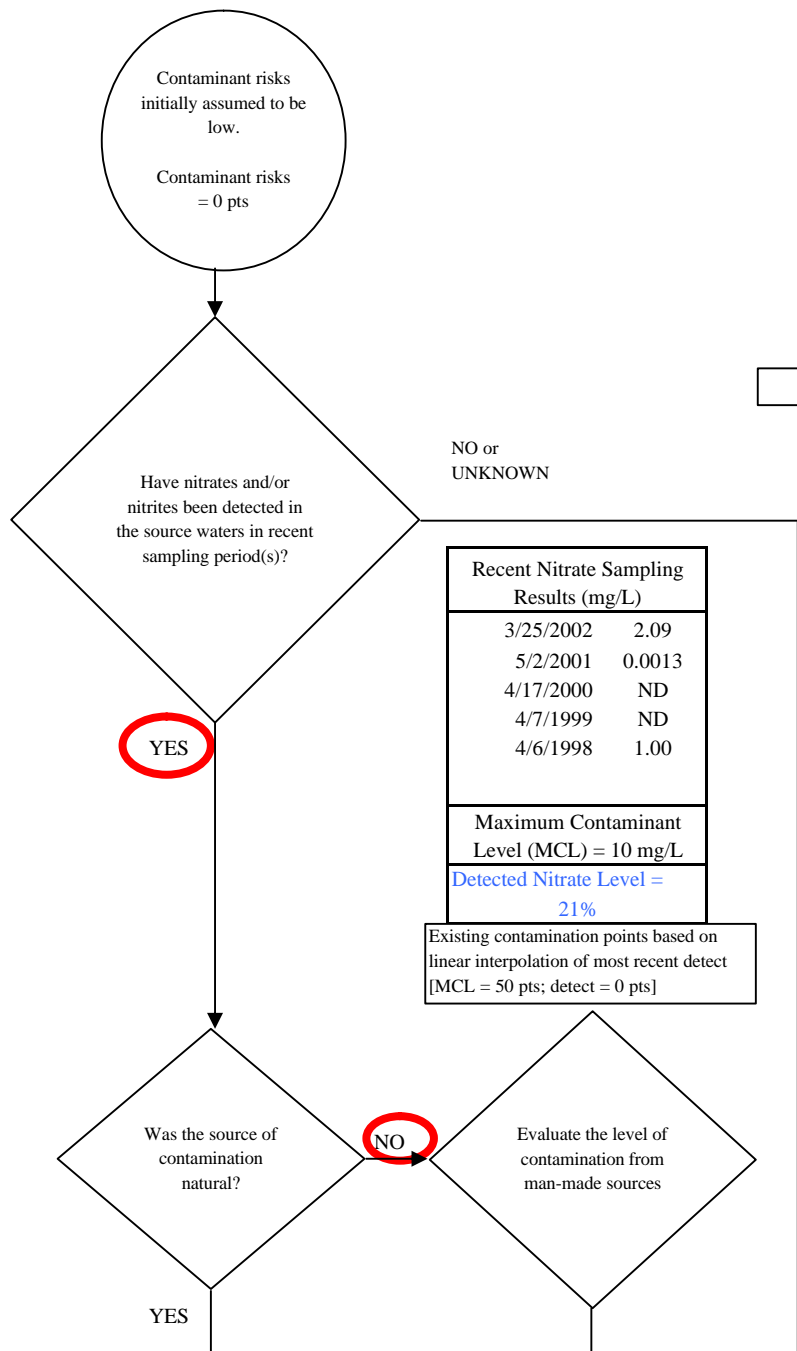 Contaminant risks
initially assumed to be
low.
Contaminant risks
= 0 pts
Have nitrates and/or
nitrites been detected in
the source waters in recent
sampling period(s)?
NO or
UNKNOWN
Recent Nitrate Sampling
Results (mg/L)
3/25/2002 2.09
5/2/2001 0.0013
4/17/2000 ND
4/7/1999 ND
4/6/1998 1.00
Maximum Contaminant
Level (MCL) = 10 mg/L
Detected Nitrate Level =
21%
Existing contamination points based on
linear interpolation of most recent detect
[MCL = 50 pts; detect = 0 pts]
YES
Was the source of
contamination
natural?
NO
Evaluate the level of
contamination from
man-made sources
YES